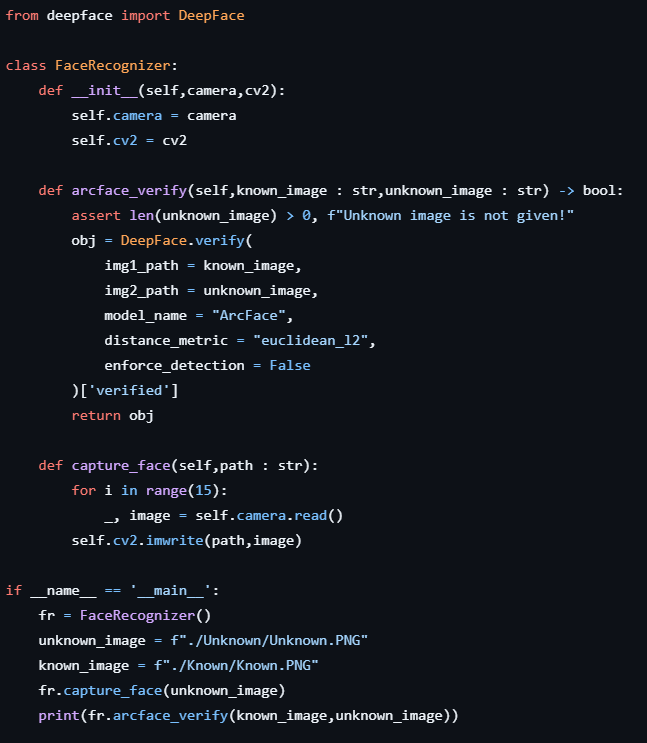 from deepface import DeepFace
class FaceRecognizer:
    def __init__(self,camera,cv2):
        self.camera = camera
        self.cv2 = cv2
    def arcface_verify(self,known_image : str,unknown_image : str) -> bool:
        assert len(unknown_image) > 0, f"Unknown image is not given!"
        obj = DeepFace.verify(
            img1_path = known_image,
            img2_path = unknown_image,
            model_name = "ArcFace",
            distance_metric = "euclidean_l2",
            enforce_detection = False
        )['verified']
        return obj
    def capture_face(self,path : str):
        for i in range(15):
            _, image = self.camera.read()
        self.cv2.imwrite(path,image)
if __name__ == '__main__':
    fr = FaceRecognizer()
    unknown_image = f"./Unknown/Unknown.PNG"
    known_image = f"./Known/Known.PNG"
    fr.capture_face(unknown_image)
    print(fr.arcface_verify(known_image,unknown_image))